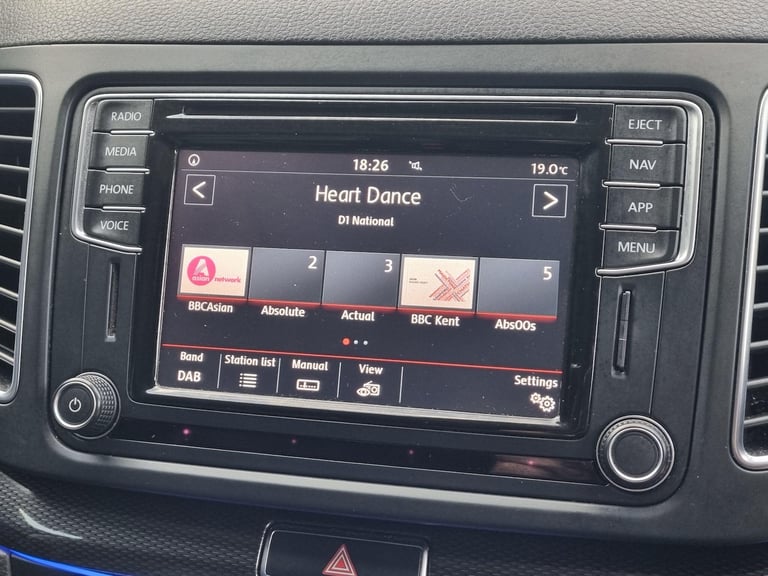 RADIO
MEDIA
PHONE
VOICE
EJECT
NAV
APP
MENU
18:26
19.0°C
<
Heart Dance
>
D1 National
asian network
2
3
5
BBCAsian
Absolute
Actual
BBC Kent
Abs00s
Band
DAB
Station list
Manual
View
Settings